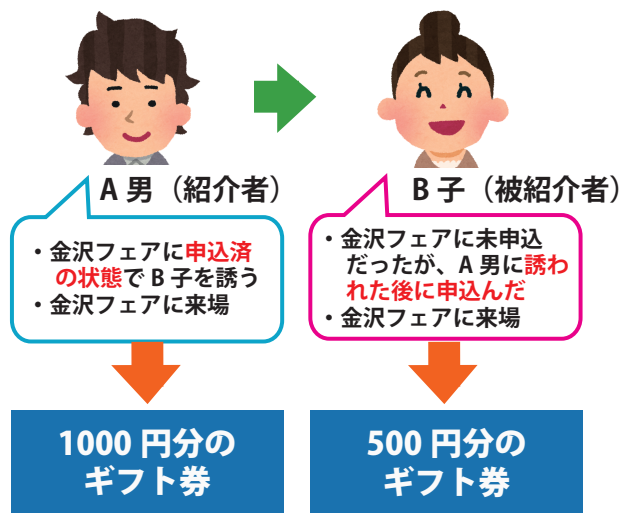 A 男（紹介者）
・金沢フェアに申込済
の状態で B 子を誘う
・金沢フェアに来場
1000 円分の
ギフト券
B 子（被紹介者）
・金沢フェアに未申込
だったが、A 男に誘わ
れた後に申込んだ
・金沢フェアに来場
500 円分の
ギフト券